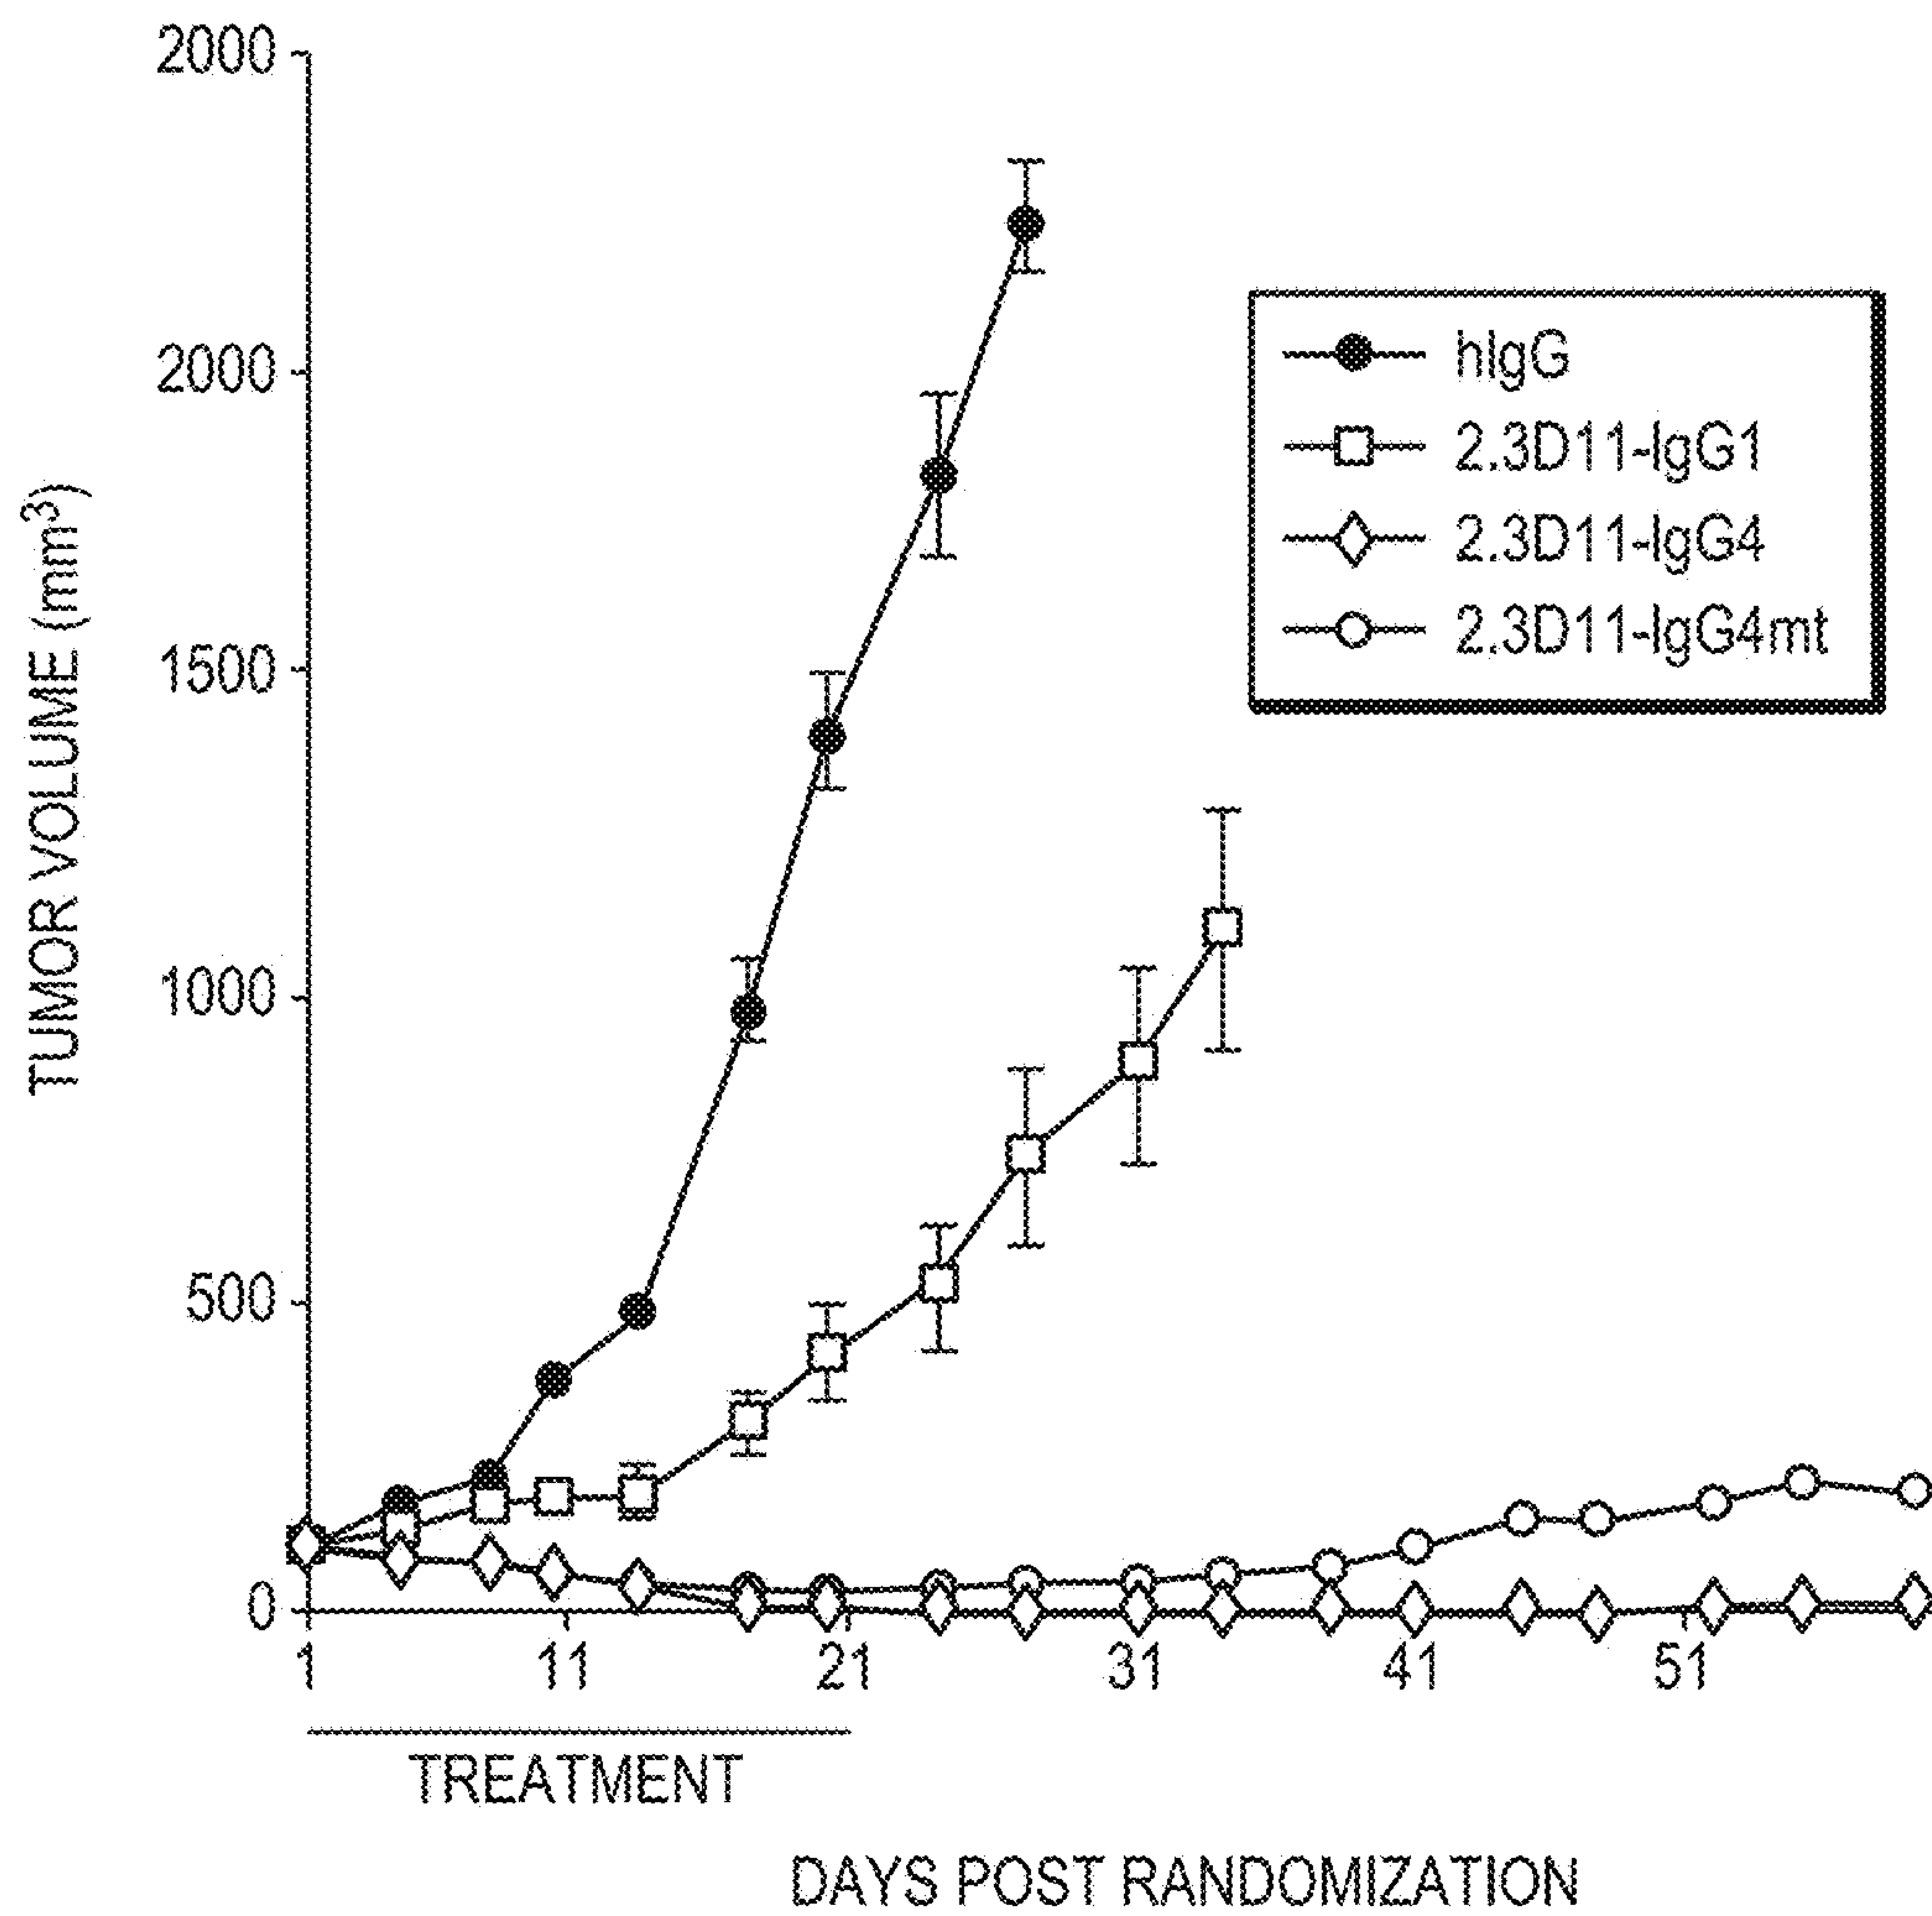 TUMOR VOLUME (mm³)
2000
2000
1500
1000
500
0
hIgG
2.3D11-IgG1
2.3D11-IgG4
2.3D11-IgG4mt
1 11 21 31 41 51
TREATMENT
DAYS POST RANDOMIZATION